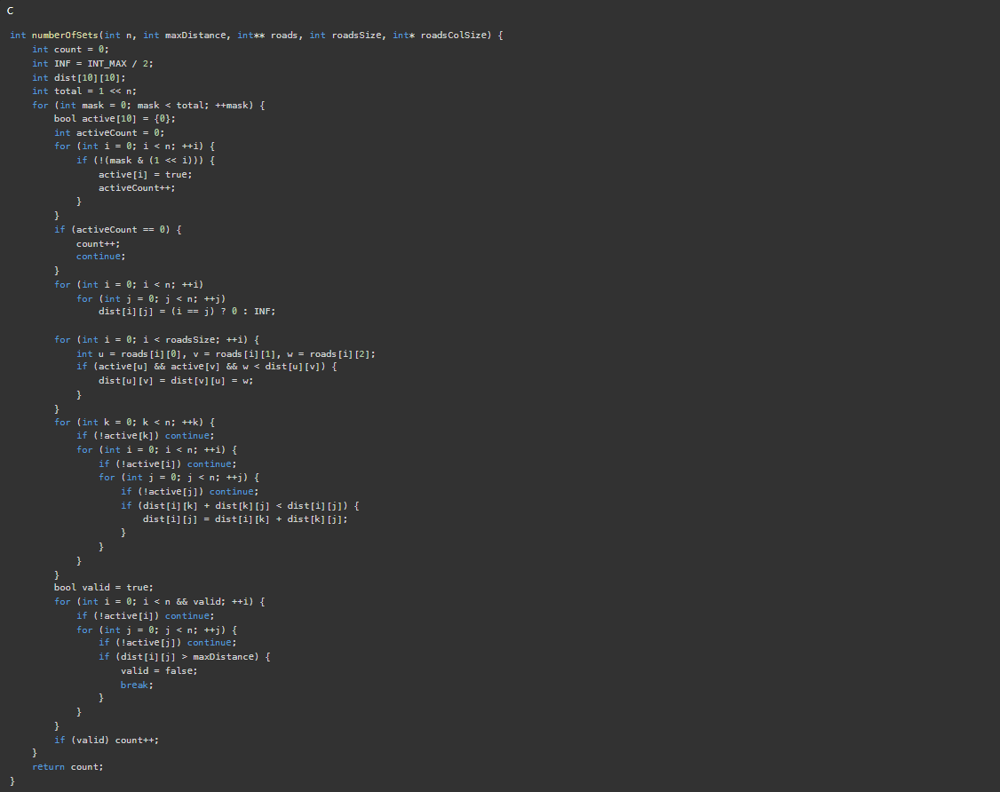 C
int numberOfSets(int n, int maxDistance, int** roads, int roadsSize, int* roadsColSize) {
    int count = 0;
    int INF = INT_MAX / 2;
    int dist[10][10];
    int total = 1 << n;
    for (int mask = 0; mask < total; ++mask) {
        bool active[10] = {0};
        int activeCount = 0;
        for (int i = 0; i < n; ++i) {
            if (!(mask & (1 << i))) {
                active[i] = true;
                activeCount++;
            }
        }
        if (activeCount == 0) {
            count++;
            continue;
        }
        for (int i = 0; i < n; ++i)
            for (int j = 0; j < n; ++j)
                dist[i][j] = (i == j) ? 0 : INF;

        for (int i = 0; i < roadsSize; ++i) {
            int u = roads[i][0], v = roads[i][1], w = roads[i][2];
            if (active[u] && active[v] && w < dist[u][v]) {
                dist[u][v] = dist[v][u] = w;
            }
        }
        for (int k = 0; k < n; ++k) {
            if (!active[k]) continue;
            for (int i = 0; i < n; ++i) {
                if (!active[i]) continue;
                for (int j = 0; j < n; ++j) {
                    if (!active[j]) continue;
                    if (dist[i][k] + dist[k][j] < dist[i][j]) {
                        dist[i][j] = dist[i][k] + dist[k][j];
                    }
                }
            }
        }
        bool valid = true;
        for (int i = 0; i < n && valid; ++i) {
            if (!active[i]) continue;
            for (int j = 0; j < n; ++j) {
                if (!active[j]) continue;
                if (dist[i][j] > maxDistance) {
                    valid = false;
                    break;
                }
            }
        }
        if (valid) count++;
    }
    return count;
}